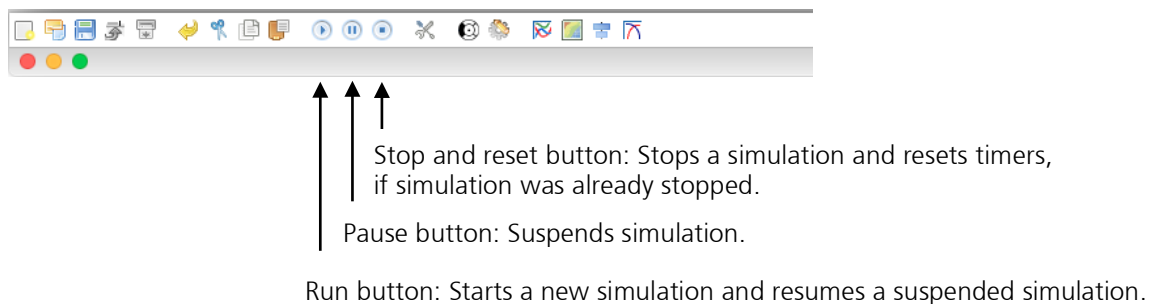 Stop and reset button: Stops a simulation and resets timers,
if simulation was already stopped.
Pause button: Suspends simulation.
Run button: Starts a new simulation and resumes a suspended simulation.